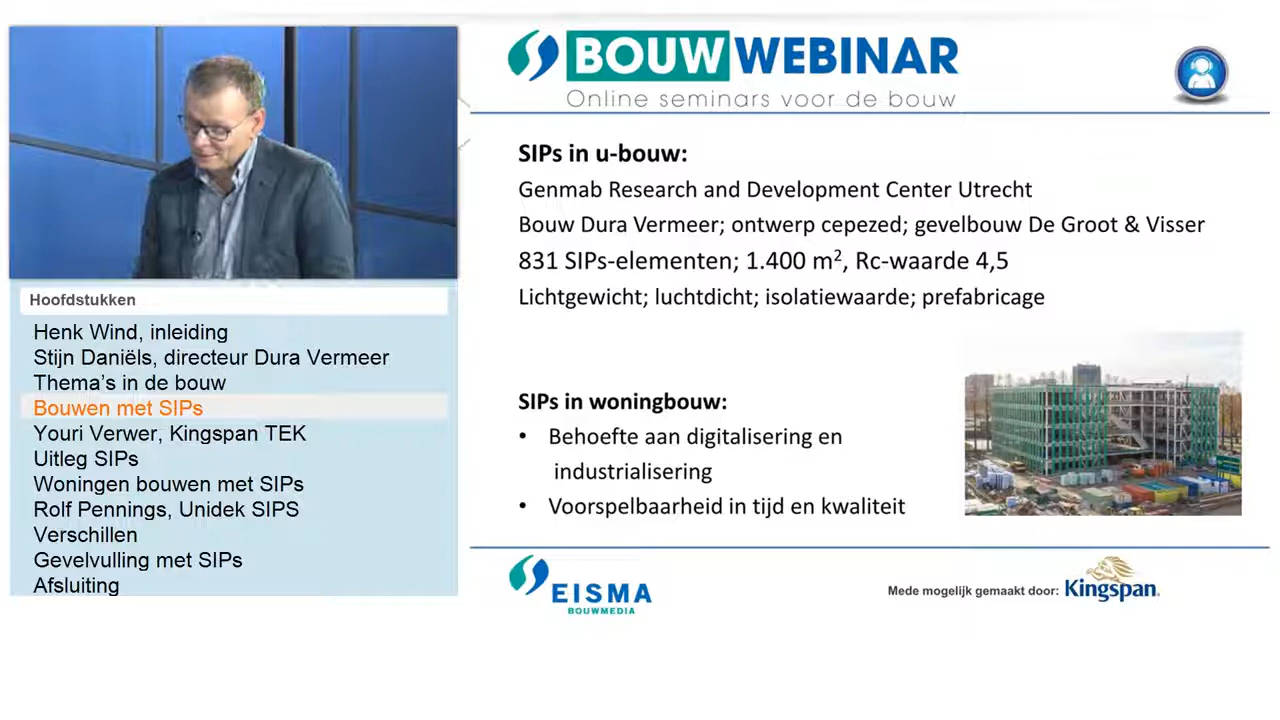 BOUW WEBINAR
Online seminars voor de bouw
SIPs in u-bouw:
Genmab Research and Development Center Utrecht
Bouw Dura Vermeer; ontwerp cepezed; gevelbouw De Groot & Visser
831 SIPs-elementen; 1.400 m², Rc-waarde 4,5
Lichtgewicht; luchtdicht; isolatiewaarde; prefabricage
SIPs in woningbouw:
• Behoefte aan digitalisering en
industrialisering
• Voorspelbaarheid in tijd en kwaliteit
EISMA
BOUWMEDIA
Mede mogelijk gemaakt door: Kingspan.
Hoofdstukken
Henk Wind, inleiding
Stijn Daniëls, directeur Dura Vermeer
Thema's in de bouw
Bouwen met SIPs
Youri Verwer, Kingspan TEK
Uitleg SIPs
Woningen bouwen met SIPs
Rolf Pennings, Unidek SIPS
Verschillen
Gevelvulling met SIPs
Afsluiting